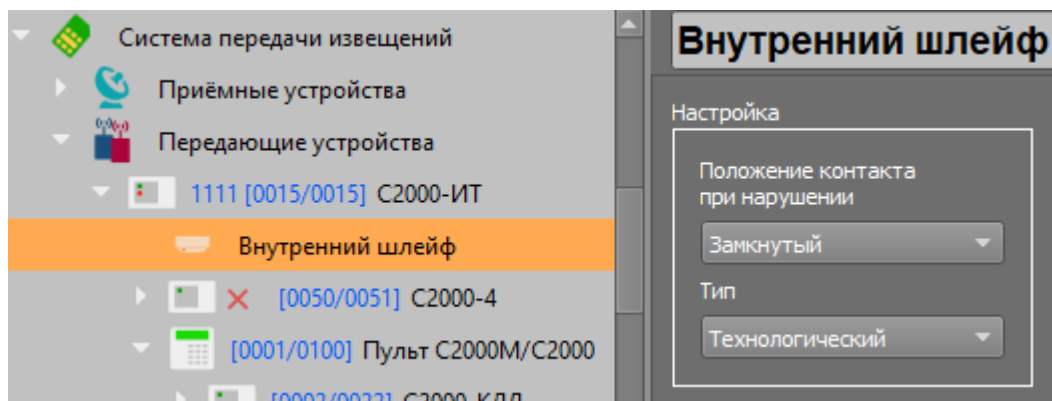 Система передачи извещений
Приёмные устройства
Передающие устройства
1111 [0015/0015] С2000-ИТ
Внутренний шлейф
[0050/0051] С2000-4
[0001/0100] Пульт С2000М/С2000
Внутренний шлейф
Настройка
Положение контакта
при нарушении
Замкнутый
Тип
Технологический